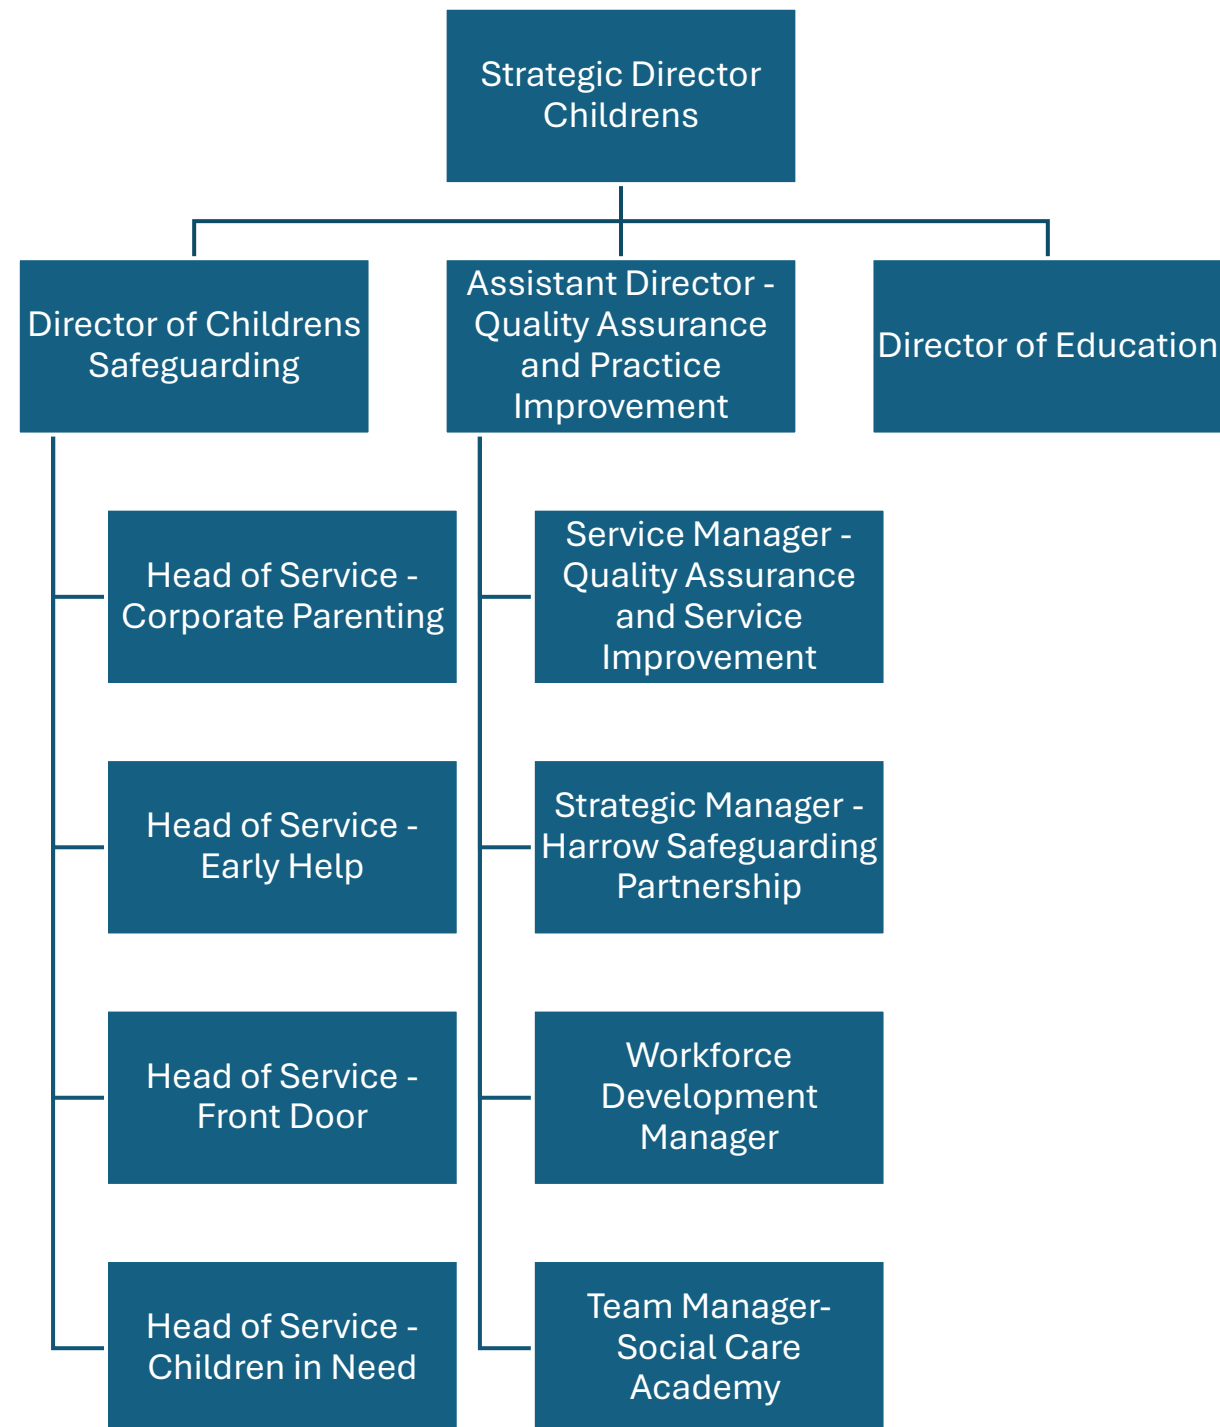 Strategic Director
Childrens
Director of Childrens
Safeguarding
Assistant Director -
Quality Assurance
and Practice
Improvement
Director of Education
Head of Service -
Corporate Parenting
Service Manager -
Quality Assurance
and Service
Improvement
Head of Service -
Early Help
Strategic Manager -
Harrow Safeguarding
Partnership
Head of Service -
Front Door
Workforce
Development
Manager
Head of Service -
Children in Need
Team Manager-
Social Care
Academy